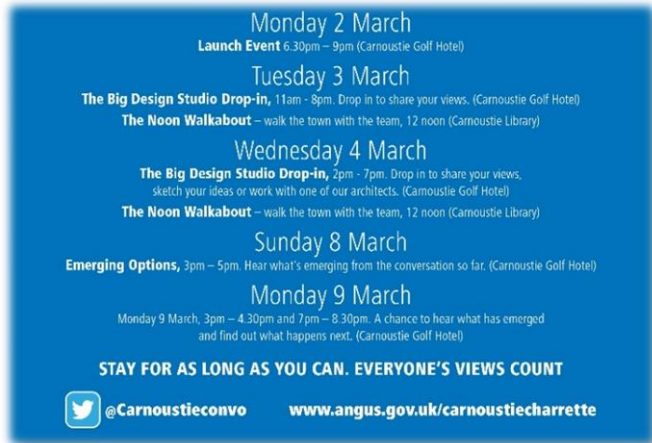 Monday 2 March
Launch Event 6.30pm – 9pm (Carnoustie Golf Hotel)
Tuesday 3 March
The Big Design Studio Drop-in, 11am - 8pm. Drop in to share your views. (Carnoustie Golf Hotel)
The Noon Walkabout – walk the town with the team, 12 noon (Carnoustie Library)
Wednesday 4 March
The Big Design Studio Drop-in, 2pm - 7pm. Drop in to share your views,
sketch your ideas or work with one of our architects. (Carnoustie Golf Hotel)
The Noon Walkabout – walk the town with the team, 12 noon (Carnoustie Library)
Sunday 8 March
Emerging Options, 3pm – 5pm. Hear what's emerging from the conversation so far. (Carnoustie Golf Hotel)
Monday 9 March
Monday 9 March, 3pm – 4.30pm and 7pm – 8.30pm. A chance to hear what has emerged
and find out what happens next. (Carnoustie Golf Hotel)
STAY FOR AS LONG AS YOU CAN. EVERYONE'S VIEWS COUNT
@Carnoustieconvo www.angus.gov.uk/carnoustiecharrette